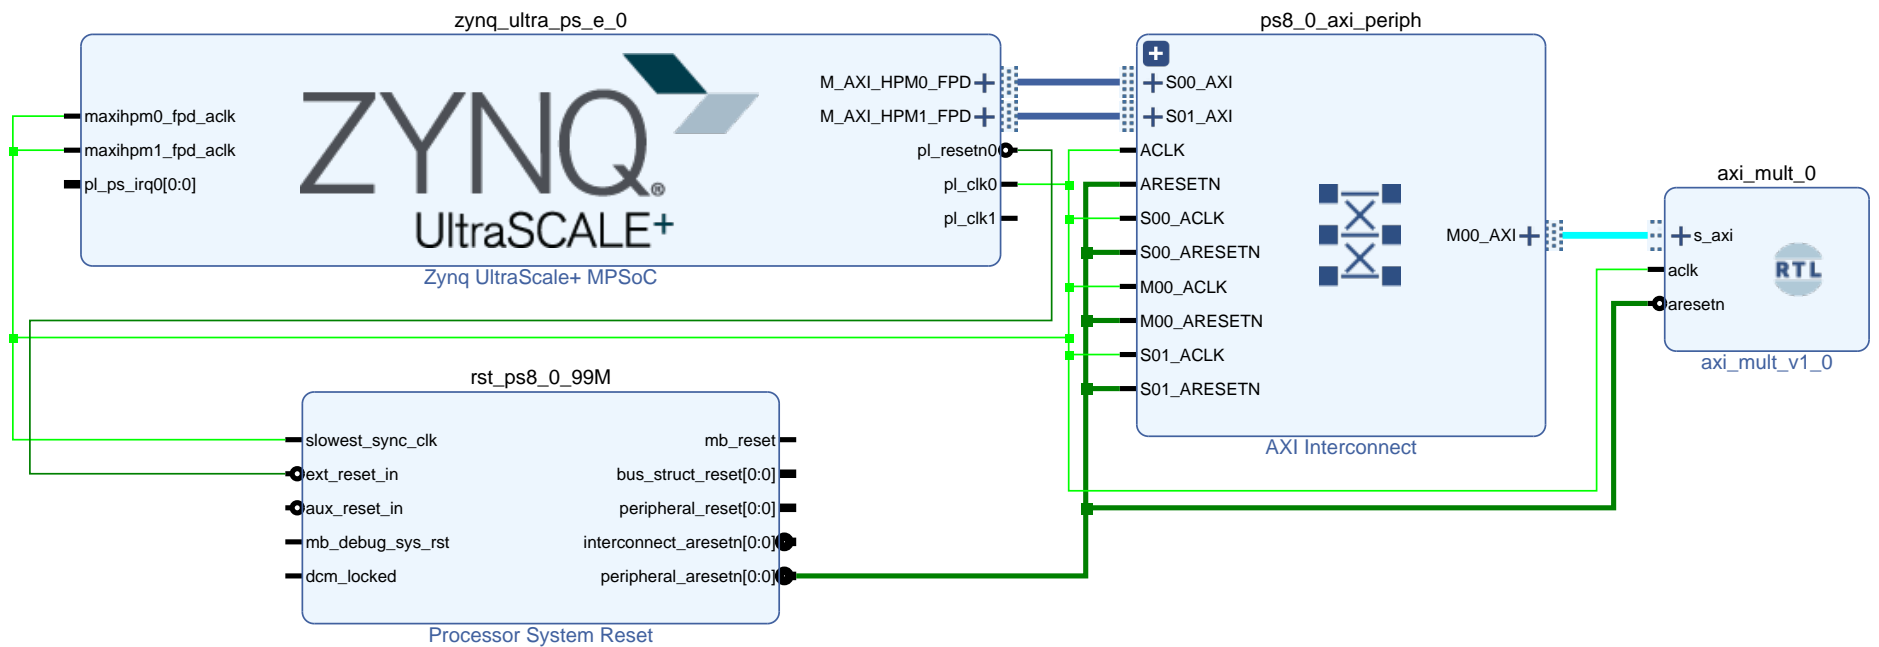 zynq_ultra_ps_e_0
maxihpm0_fpd_aclk
maxihpm1_fpd_aclk
pl_ps_irq0[0:0]
ZYNQ®
UltraSCALE+
M_AXI_HPM0_FPD
M_AXI_HPM1_FPD
pl_resetn0
pl_clk0
pl_clk1
Zynq UltraScale+ MPSoC
ps8_0_axi_periph
S00_AXI
S01_AXI
ACLK
ARESETN
S00_ACLK
S00_ARESETN
M00_ACLK
M00_ARESETN
S01_ACLK
S01_ARESETN
M00_AXI
AXI Interconnect
axi_mult_0
s_axi
aclk
aresetn
RTL
axi_mult_v1_0
rst_ps8_0_99M
slowest_sync_clk
ext_reset_in
aux_reset_in
mb_debug_sys_rst
dcm_locked
mb_reset
bus_struct_reset[0:0]
peripheral_reset[0:0]
interconnect_aresetn[0:0]
peripheral_aresetn[0:0]
Processor System Reset